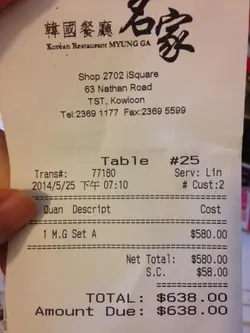 韓國餐廳 名家
Korean Restaurant MYUNG GA
Shop 2702 iSquare
63 Nathan Road
TST, Kowloon
Tel:2369 1177 Fax:2369 5599
Table #25
Trans#: 77180 Serv: Lin
2014/5/25 下午 07:10 # Cust:2
Quan Descript Cost
1 M.G Set A $580.00
Net Total: $580.00
S.C. $58.00
TOTAL: $638.00
Amount Due: $638.00